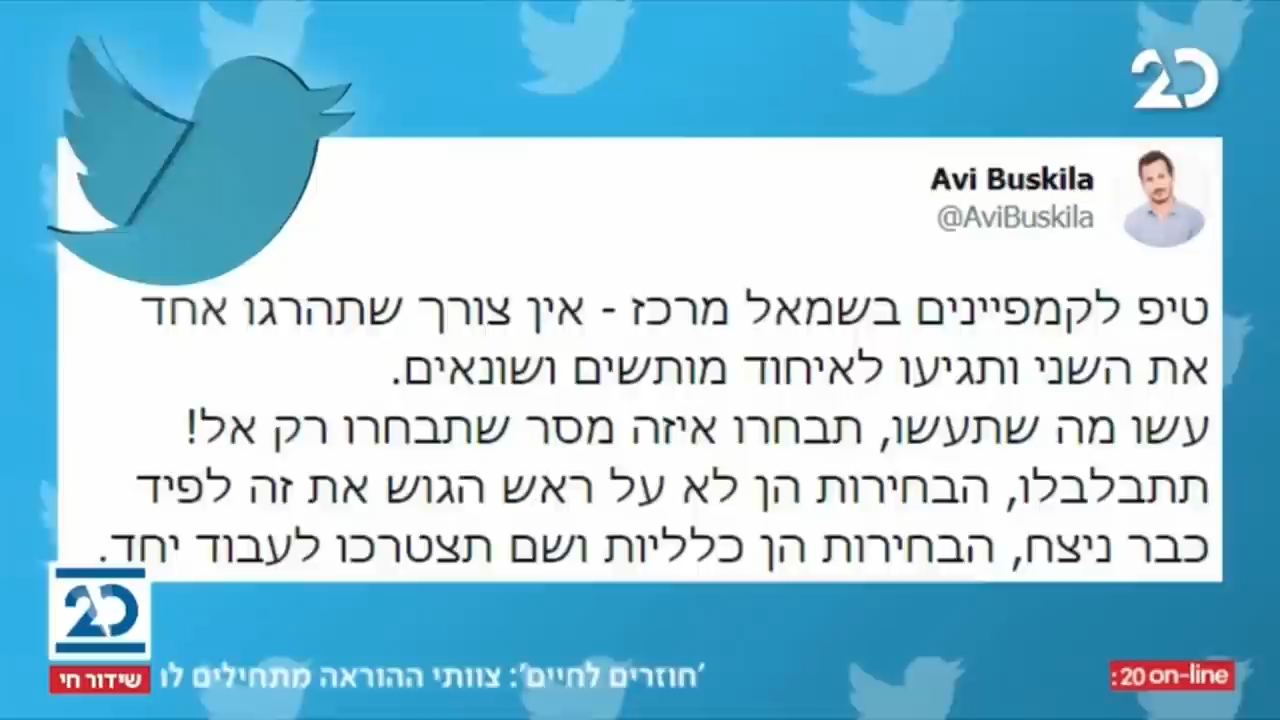 20
Avi Buskila
@AviBuskila
טיפ לקמפיינים בשמאל מרכז - אין צורך שתהרגו אחד
את השני ותגיעו לאיחוד מותשים ושונאים.
עשו מה שתעשו, תבחרו איזה מסר שתבחרו רק אל!
תתבלבלו, הבחירות הן לא על ראש הגוש את זה לפיד
כבר ניצח, הבחירות הן כלליות ושם תצטרכו לעבוד יחד.
20
'חוזרים לחיים': צוותי ההוראה מתחילים לו
שידור חי
:20 on-line